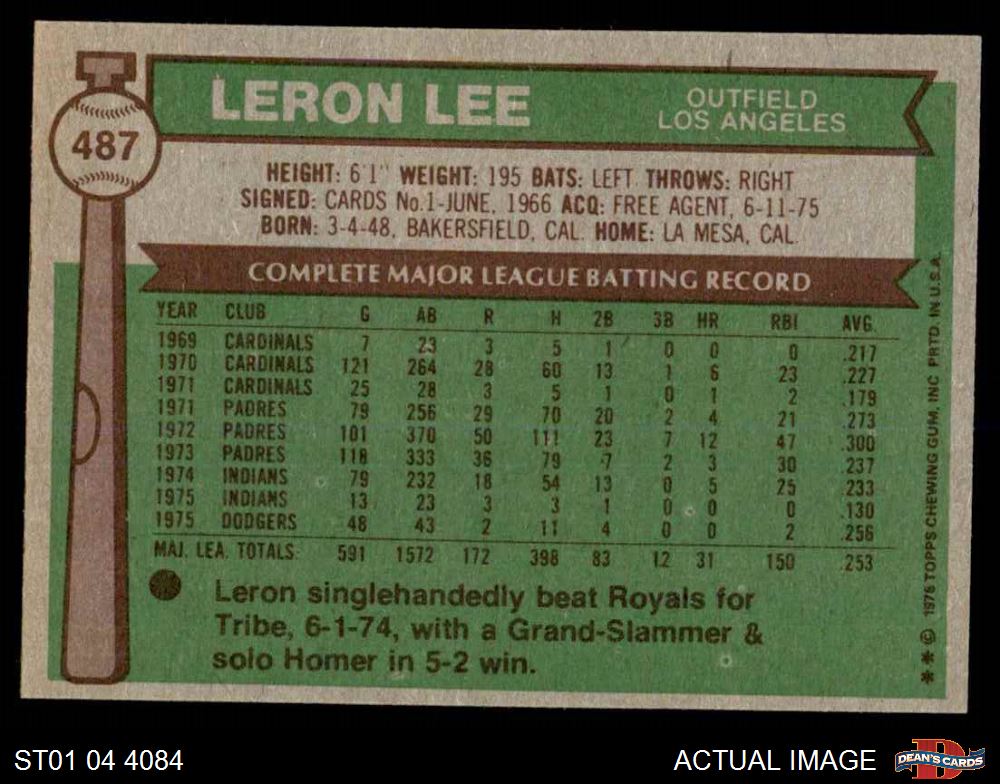 487
LERON LEE
OUTFIELD
LOS ANGELES
HEIGHT: 6'1" WEIGHT: 195 BATS: LEFT THROWS: RIGHT
SIGNED: CARDS No.1-JUNE, 1966 ACQ: FREE AGENT, 6-11-75
BORN: 3-4-48, BAKERSFIELD, CAL. HOME: LA MESA, CAL.
COMPLETE MAJOR LEAGUE BATTING RECORD
YEAR CLUB G AB R H 2B 3B HR RBI AVG.
1969 CARDINALS 7 23 3 5 1 0 0 0 .217
1970 CARDINALS 121 264 28 60 13 1 6 23 .227
1971 CARDINALS 25 28 3 5 1 0 1 2 .179
1971 PADRES 79 256 29 70 20 2 4 21 .273
1972 PADRES 101 370 50 111 23 7 12 47 .300
1973 PADRES 118 333 36 79 7 2 3 30 .237
1974 INDIANS 79 232 18 54 13 0 5 25 .233
1975 INDIANS 13 23 3 3 1 0 0 0 .130
1975 DODGERS 48 43 2 11 4 0 0 2 .256
MAJ. LEA. TOTALS 591 1572 172 398 83 12 31 150 .253
Leron singlehandedly beat Royals for
Tribe, 6-1-74, with a Grand-Slammer &
solo Homer in 5-2 win.
** © 1976 TOPPS CHEWING GUM, INC. PRTD. IN U.S.A.
ST01 04 4084
ACTUAL IMAGE
D
DEAN'S CARDS